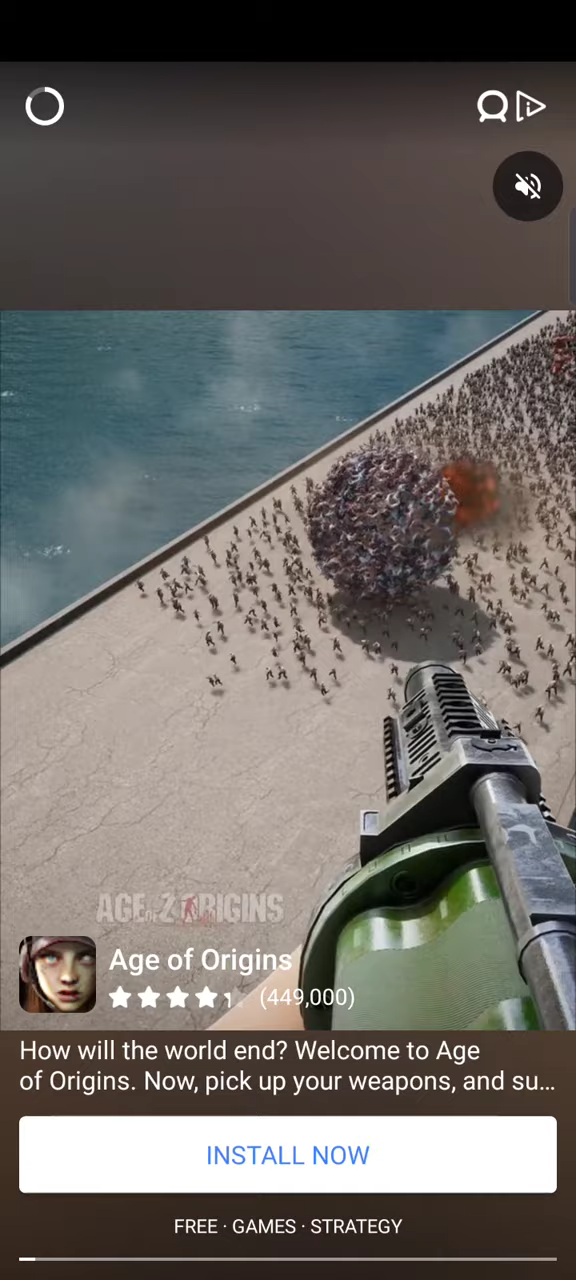 AGE OF Z ORIGINS
Age of Origins
(449,000)
How will the world end? Welcome to Age
of Origins. Now, pick up your weapons, and su...
INSTALL NOW
FREE · GAMES · STRATEGY